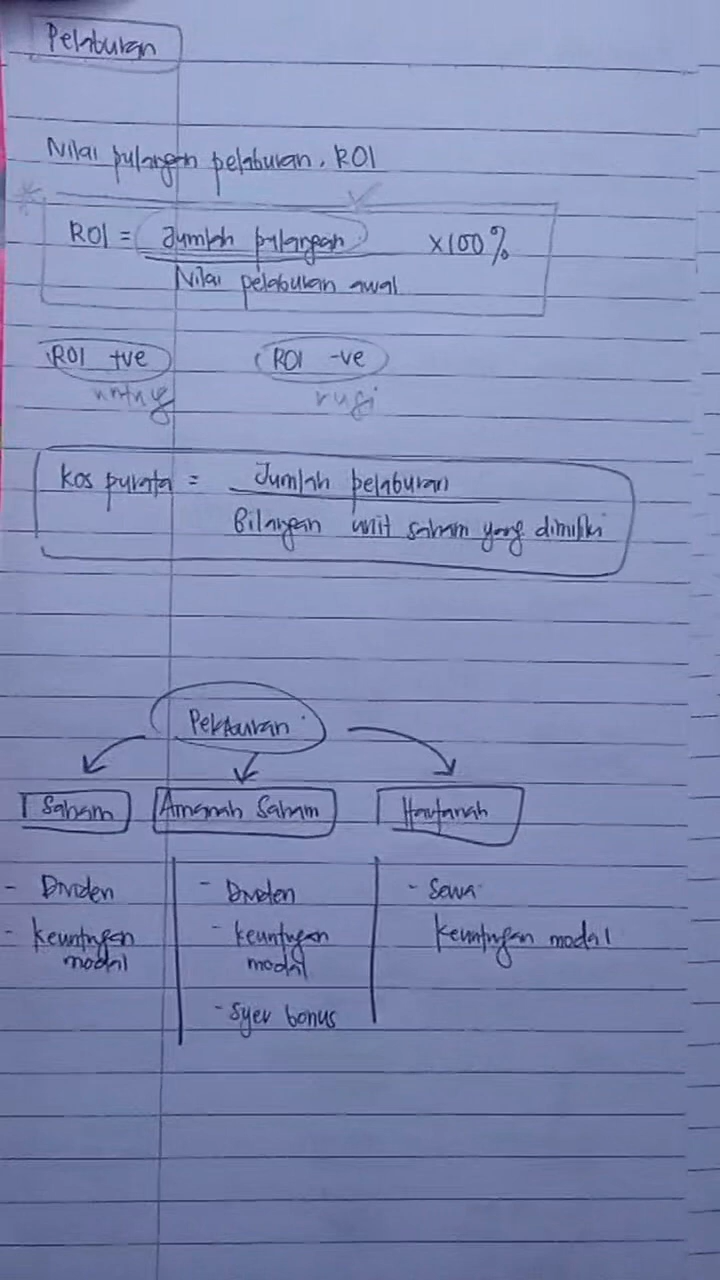 Pelaburan
Nilai pulangan pelaburan, ROI
ROI = Jumlah pulangan x100%
Nilai pelaburan awal
ROI +ve ROI -ve
untung rugi
Kos purata = Jumlah pelaburan
Bilangan unit saham yang dimiliki
Pelaburan
Saham Amanah Saham Hartanah
- Dividen - Dividen - Sewa
- Keuntungan - Keuntungan Keuntungan modal
modal modal
- Syer bonus